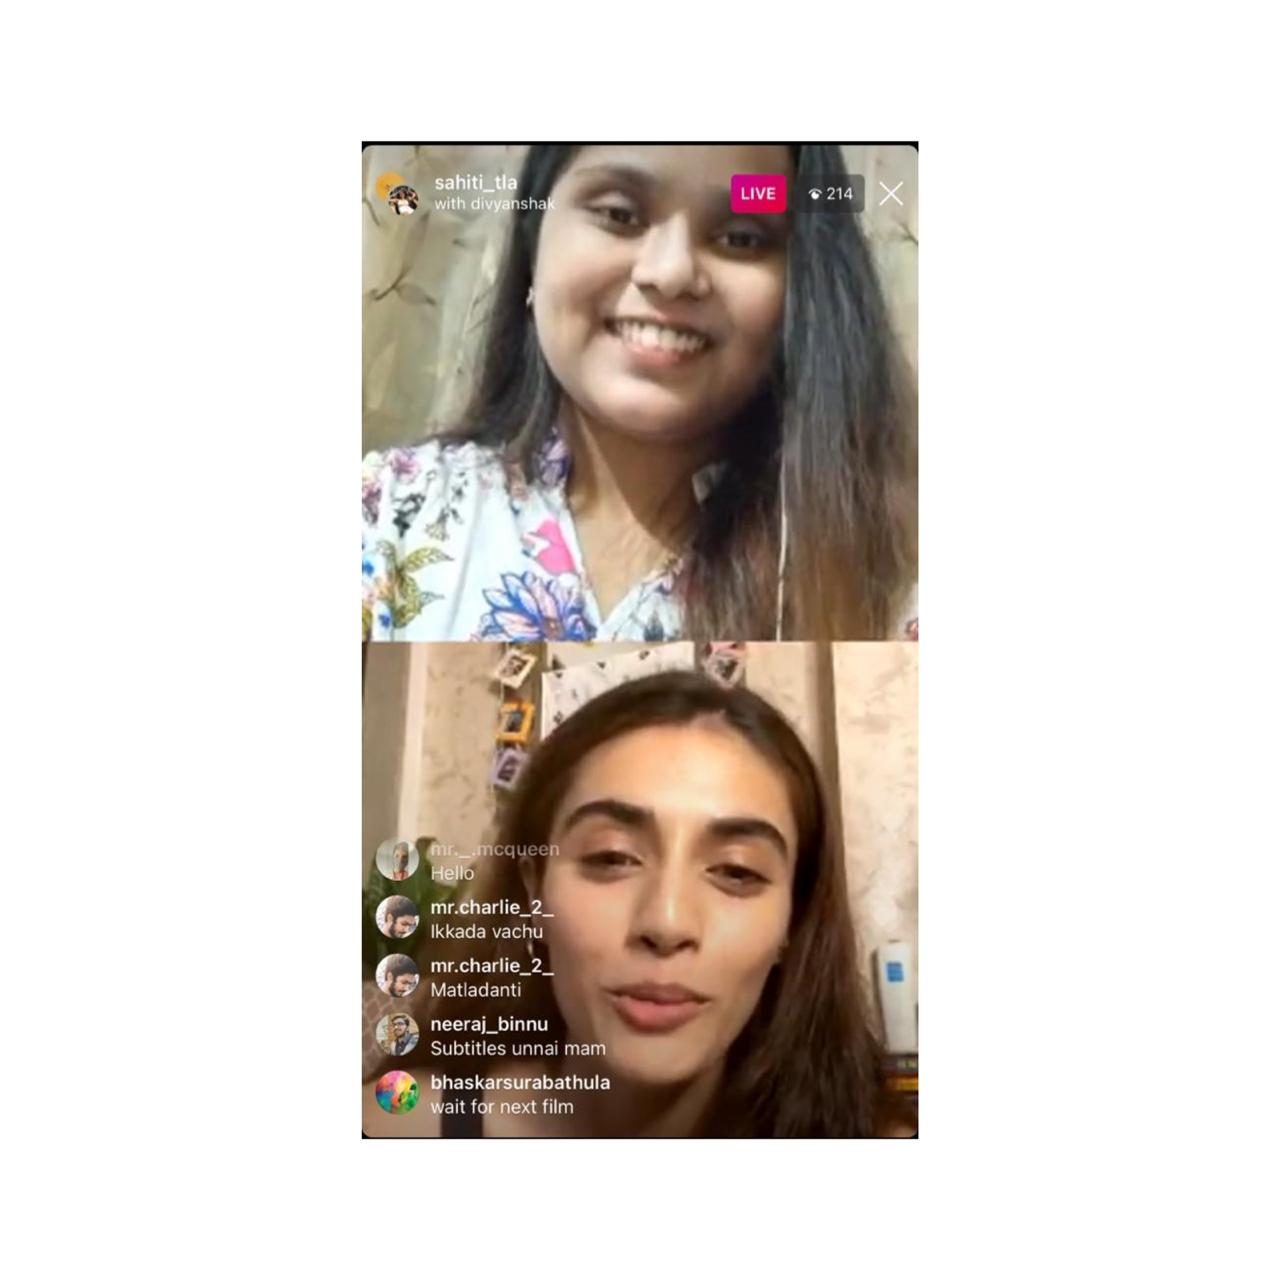 sahiti_tla
with divyanshak
LIVE
214
mr._.mcqueen
Hello
mr.charlie_2_
Ikkada vachu
mr.charlie_2_
Matladanti
neeraj_binnu
Subtitles unnai mam
bhaskarsurabathula
wait for next film